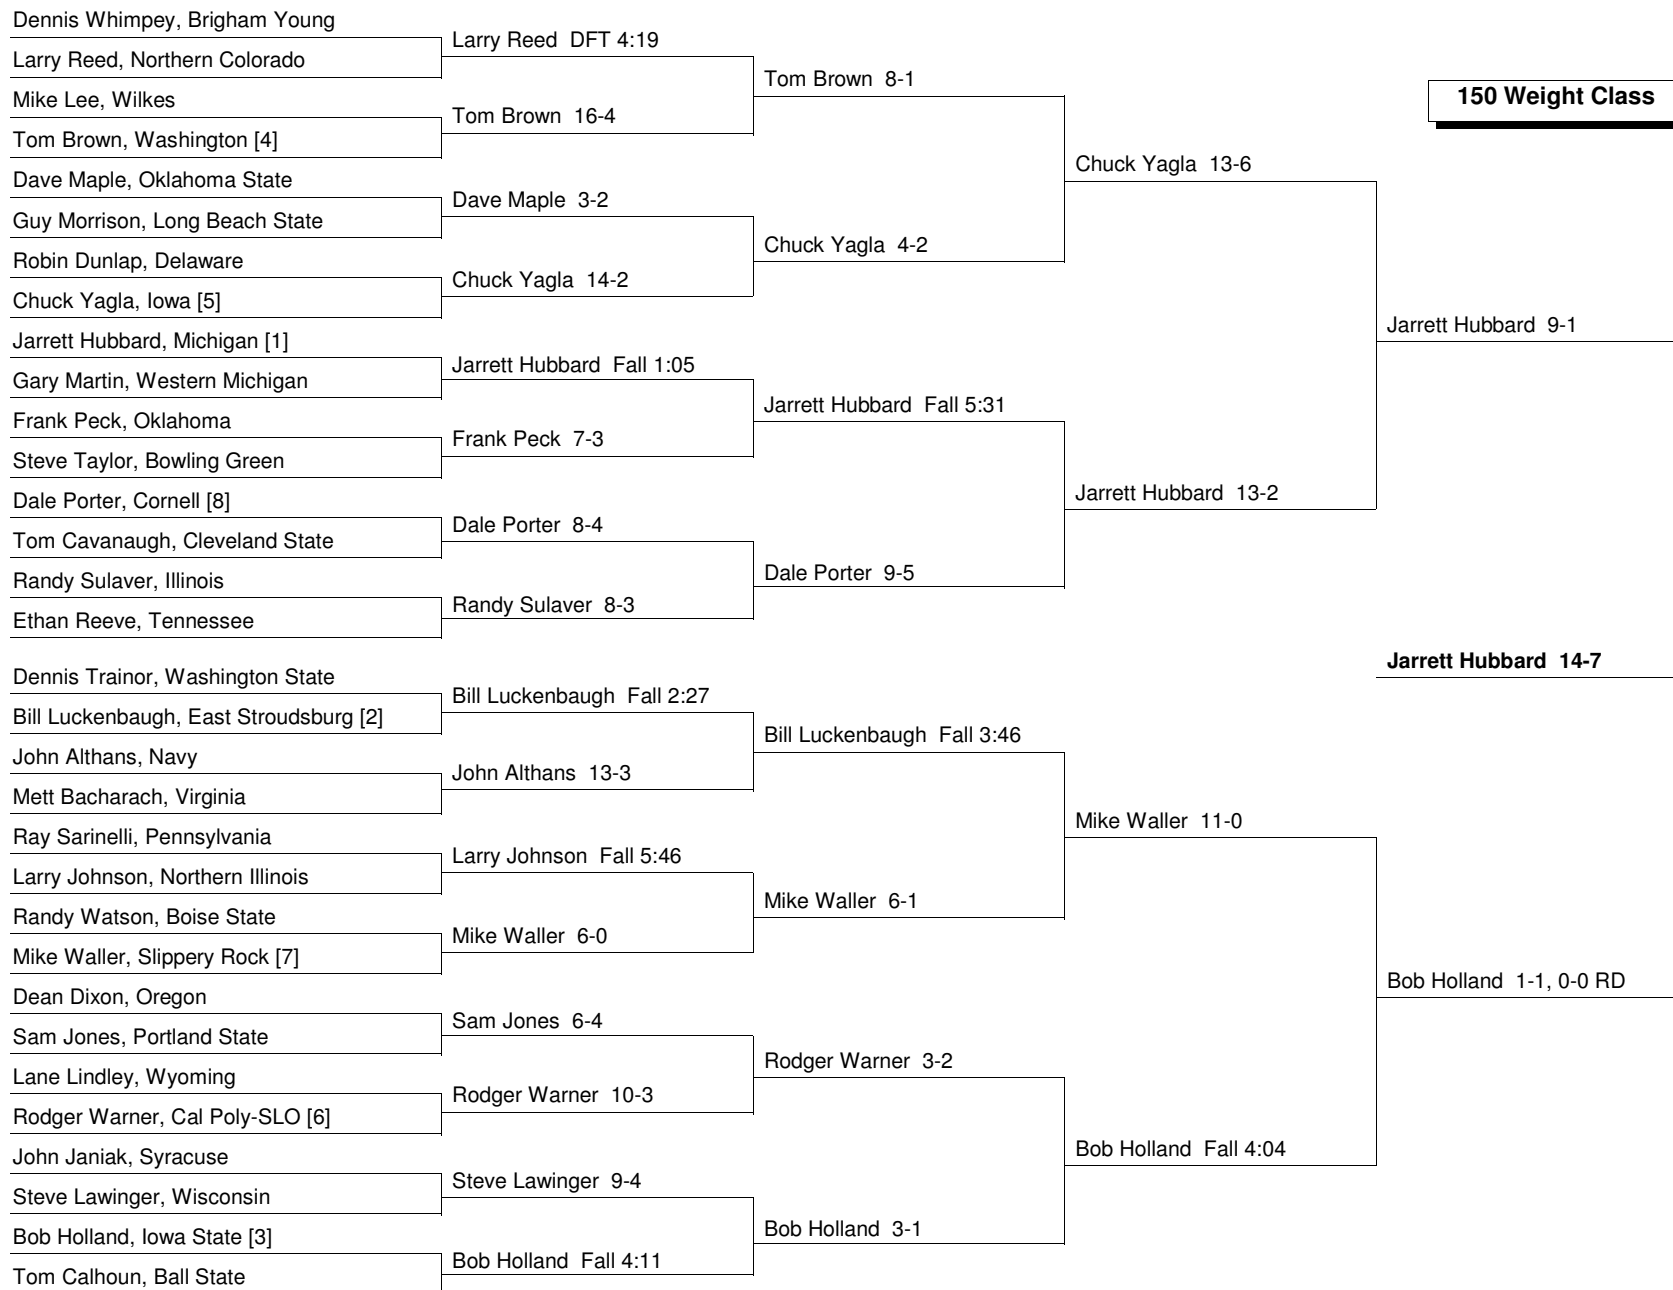 Dennis Whimpey, Brigham Young
Larry Reed, Northern Colorado
Mike Lee, Wilkes
Tom Brown, Washington [4]
Dave Maple, Oklahoma State
Guy Morrison, Long Beach State
Robin Dunlap, Delaware
Chuck Yagla, Iowa [5]
Jarrett Hubbard, Michigan [1]
Gary Martin, Western Michigan
Frank Peck, Oklahoma
Steve Taylor, Bowling Green
Dale Porter, Cornell [8]
Tom Cavanaugh, Cleveland State
Randy Sulaver, Illinois
Ethan Reeve, Tennessee
Dennis Trainor, Washington State
Bill Luckenbaugh, East Stroudsburg [2]
John Althans, Navy
Mett Bacharach, Virginia
Ray Sarinelli, Pennsylvania
Larry Johnson, Northern Illinois
Randy Watson, Boise State
Mike Waller, Slippery Rock [7]
Dean Dixon, Oregon
Sam Jones, Portland State
Lane Lindley, Wyoming
Rodger Warner, Cal Poly-SLO [6]
John Janiak, Syracuse
Steve Lawinger, Wisconsin
Bob Holland, Iowa State [3]
Tom Calhoun, Ball State
Larry Reed DFT 4:19
Tom Brown 16-4
Dave Maple 3-2
Chuck Yagla 14-2
Jarrett Hubbard Fall 1:05
Frank Peck 7-3
Dale Porter 8-4
Randy Sulaver 8-3
Bill Luckenbaugh Fall 2:27
John Althans 13-3
Larry Johnson Fall 5:46
Mike Waller 6-0
Sam Jones 6-4
Rodger Warner 10-3
Steve Lawinger 9-4
Bob Holland Fall 4:11
Tom Brown 8-1
Chuck Yagla 4-2
Jarrett Hubbard Fall 5:31
Dale Porter 9-5
Bill Luckenbaugh Fall 3:46
Mike Waller 6-1
Rodger Warner 3-2
Bob Holland 3-1
Chuck Yagla 13-6
Jarrett Hubbard 13-2
Mike Waller 11-0
Bob Holland Fall 4:04
150 Weight Class
Jarrett Hubbard 9-1
Jarrett Hubbard 14-7
Bob Holland 1-1, 0-0 RD